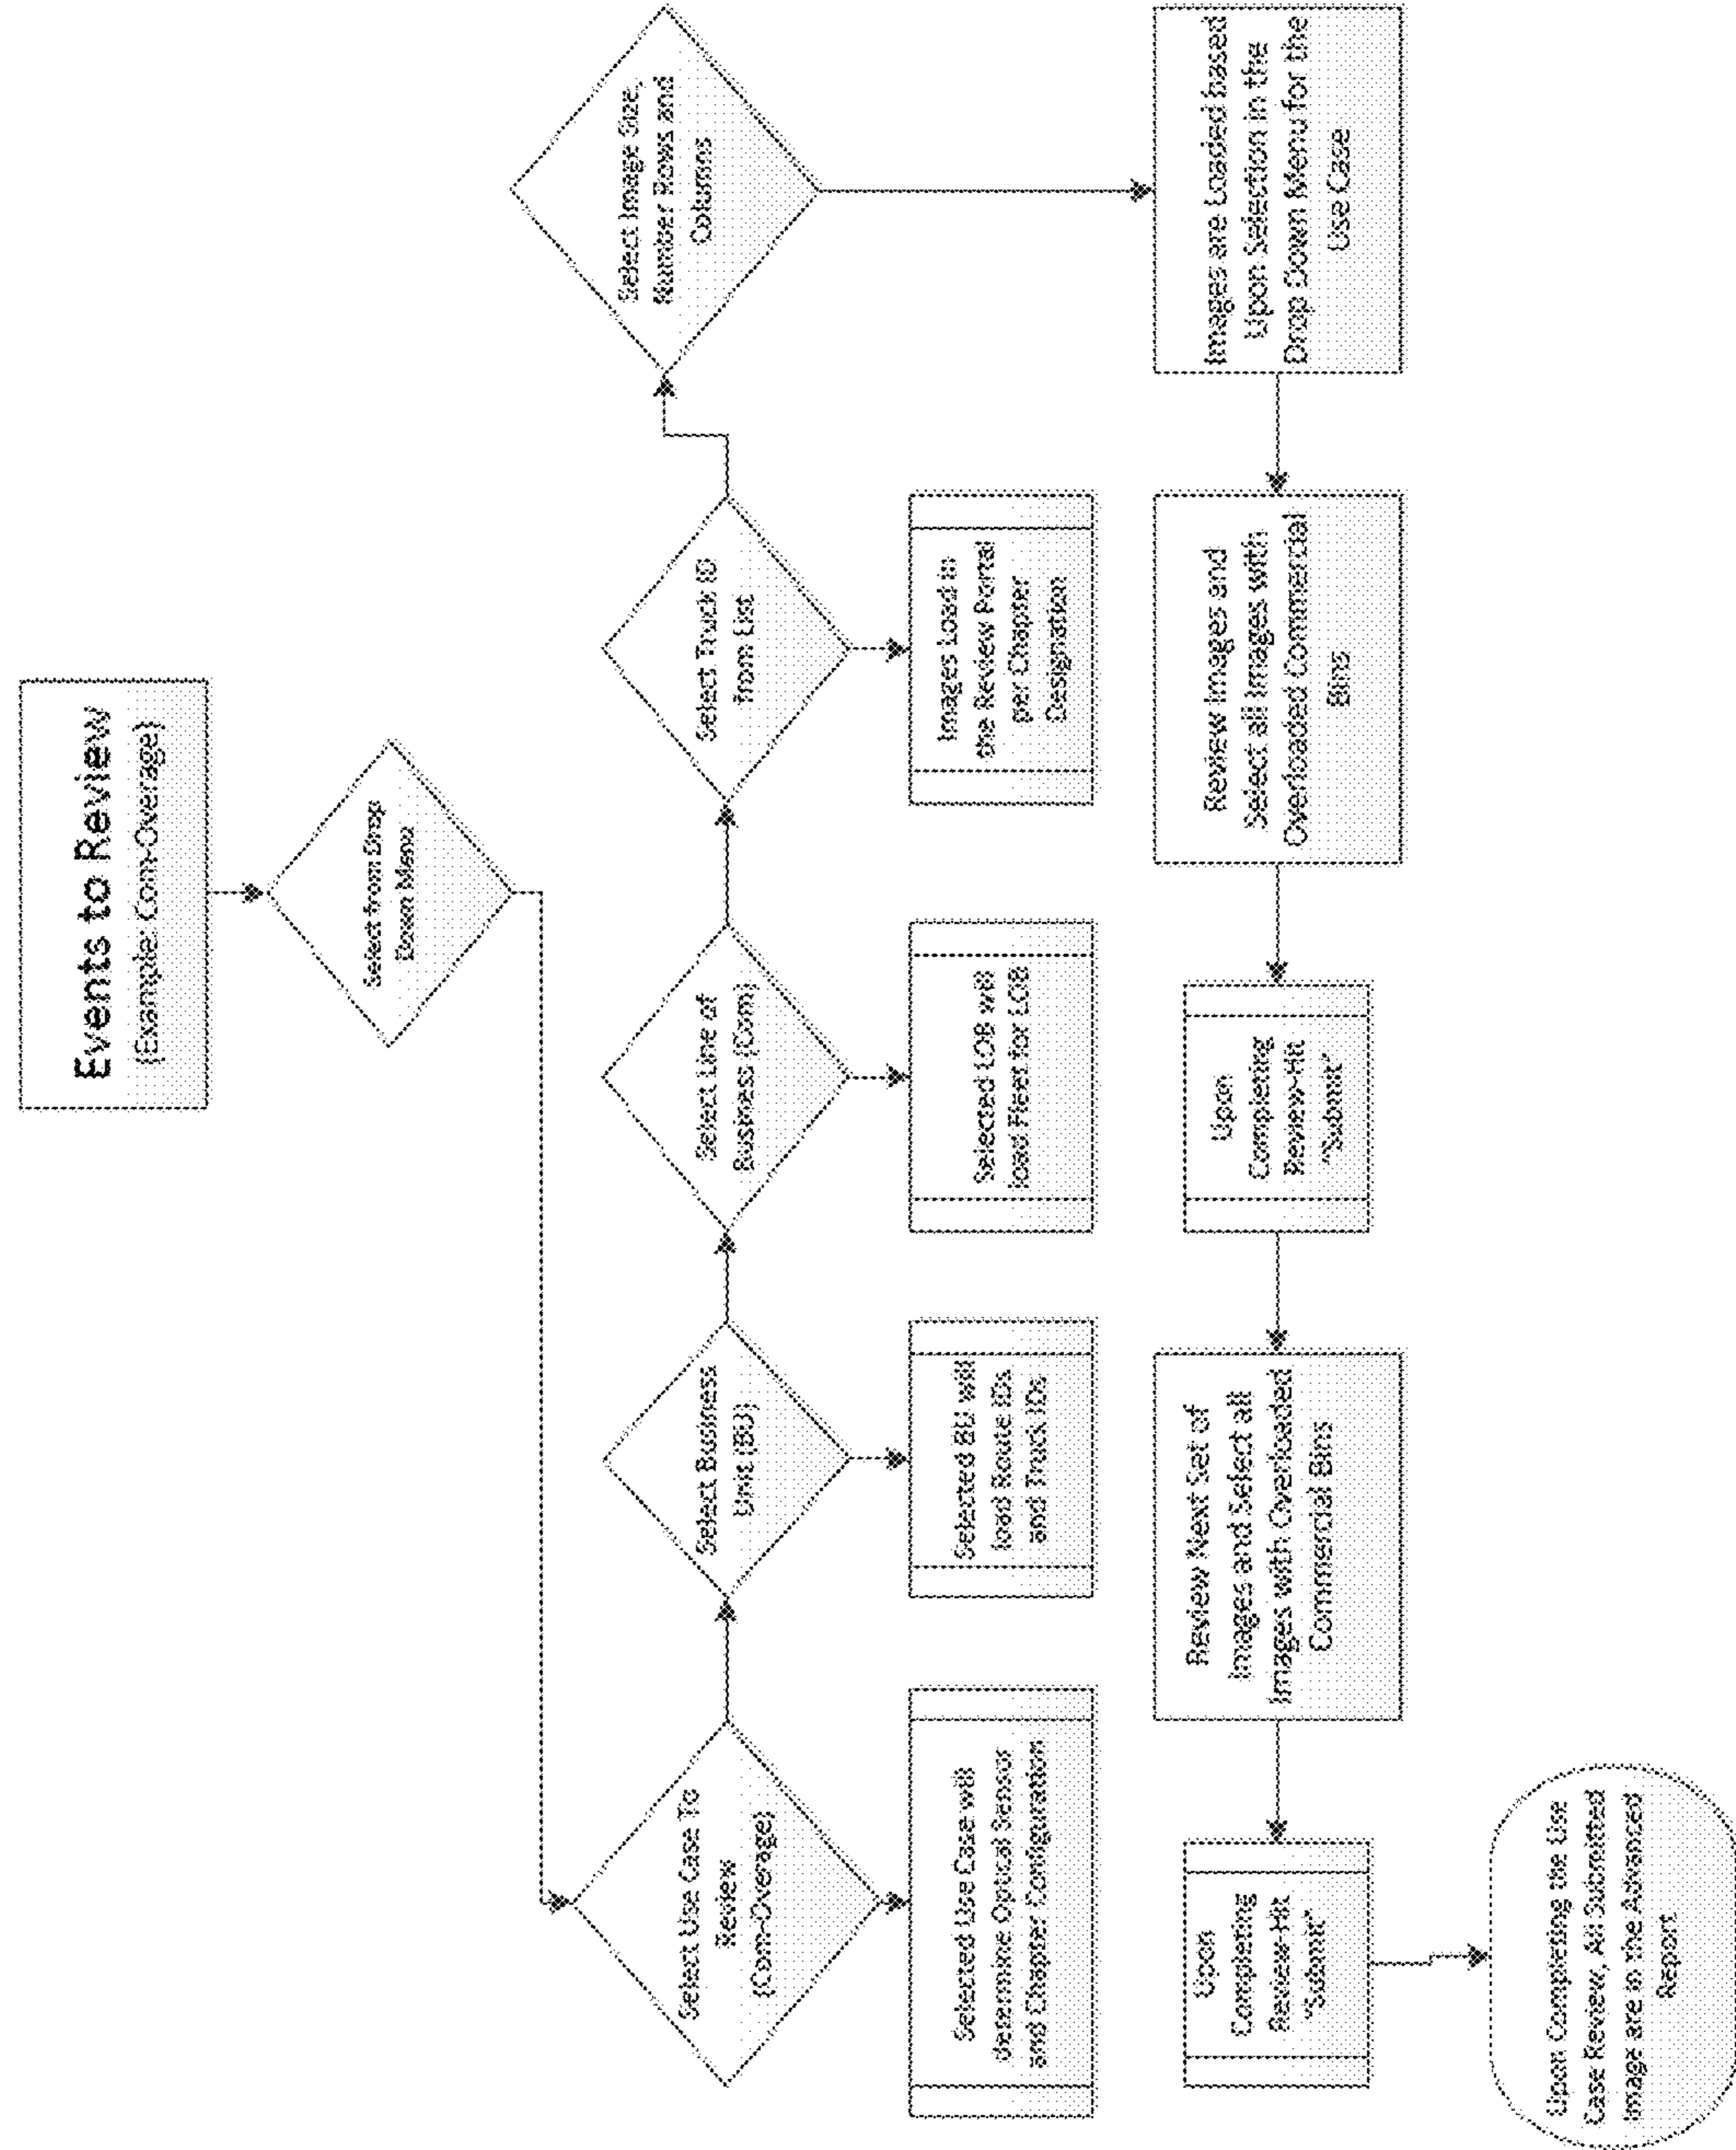 Events to Review
(Example: Com-Overage)
Select from Drop
Down Menu
Select Use Case To
Review
(Com-Overage)
Select Business
Unit (BU)
Select Line of
Business (Com)
Select Truck ID
from List
Select Image Size,
Number Rows and
Columns
Selected Use Case will
determine Optical Sensor
and Chapter Configuration
Selected BU will
load Route IDs
and Truck IDs
Selected LOB will
load Fleet for LOB
Images Load in
the Review Portal
per Chapter
Designation
Images are Loaded based
Upon Selection in the
Drop Down Menu for the
Use Case
Review Images and
Select all Images with
Overloaded Commercial
Bins
Upon
Completing
Review-Hit
"Submit"
Review Next Set of
Images and Select all
Images with Overloaded
Commercial Bins
Upon
Completing
Review-Hit
"Submit"
Upon Completing the Use
Case Review, All Submitted
Image are in the Advanced
Report